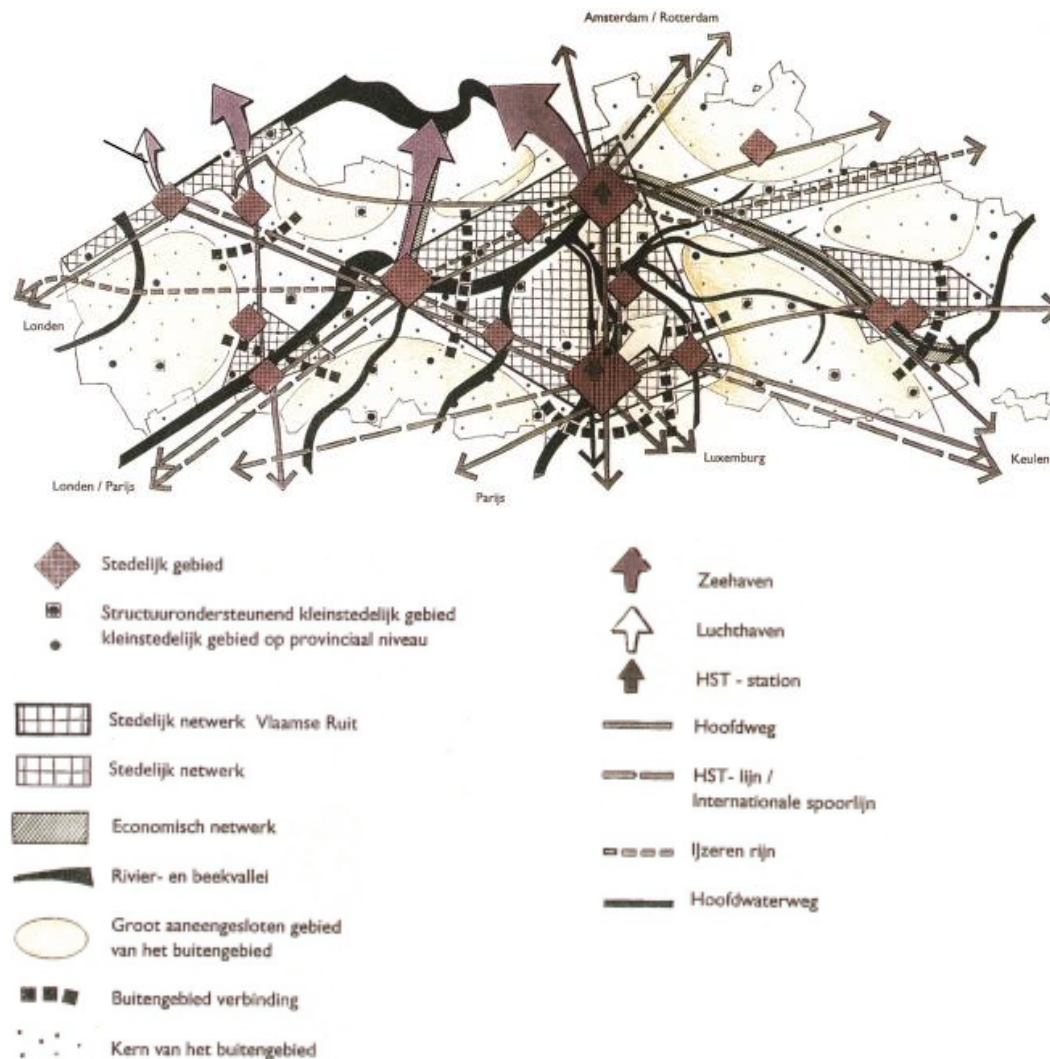 Amsterdam / Rotterdam
Londen
Londen / Parijs
Parijs
Luxemburg
Keulen
Stedelijk gebied
Structuurondersteunend kleinstedelijk gebied
kleinstedelijk gebied op provinciaal niveau
Stedelijk netwerk Vlaamse Ruit
Stedelijk netwerk
Economisch netwerk
Rivier- en beekvallei
Groot aaneengesloten gebied
van het buitengebied
Buitengebied verbinding
Kern van het buitengebied
Zeehaven
Luchthaven
HST - station
Hoofdweg
HST- lijn /
Internationale spoorlijn
IJzeren rijn
Hoofdwaterweg